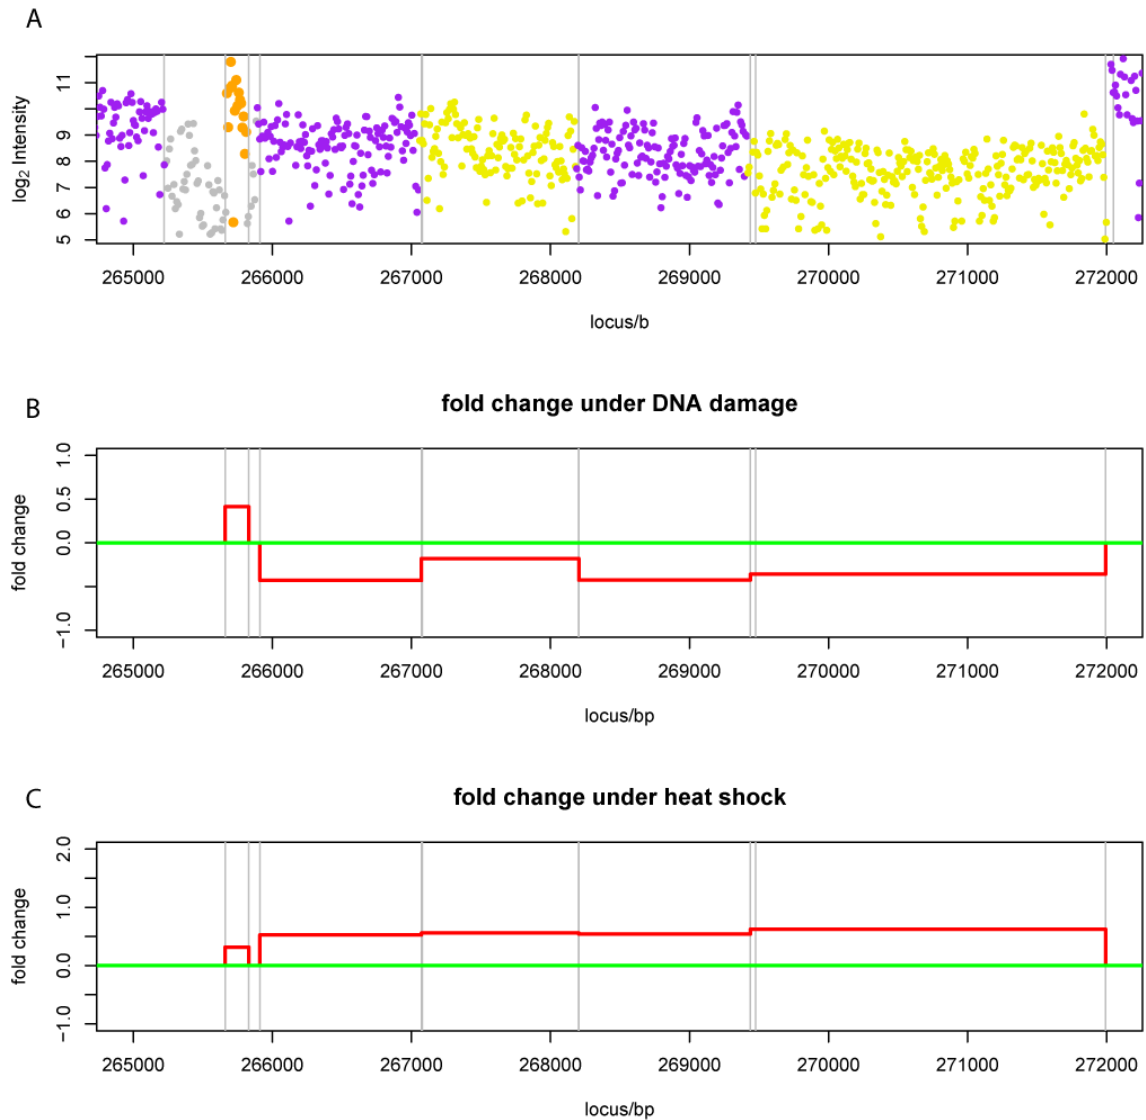 A
log2 Intensity
11
9
8
7
6
5
265000 266000 267000 268000 269000 270000 271000 272000
locus/b
B
fold change under DNA damage
fold change
1.0
0.5
0.0
−1.0
265000 266000 267000 268000 269000 270000 271000 272000
locus/bp
C
fold change under heat shock
fold change
2.0
1.0
0.0
−1.0
265000 266000 267000 268000 269000 270000 271000 272000
locus/bp